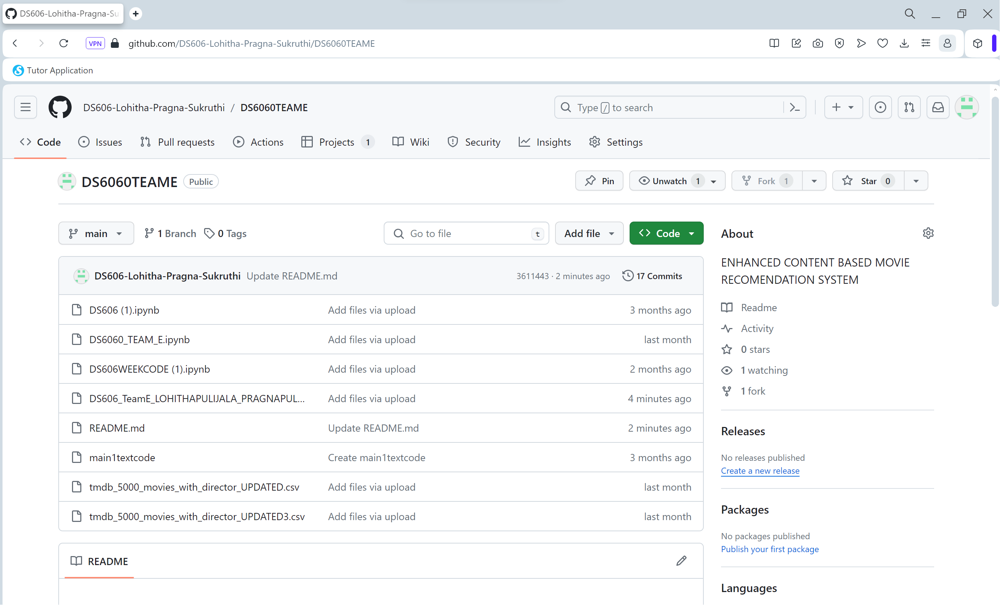 DS606-Lohitha-Pragna-Su
VPN
github.com/DS606-Lohitha-Pragna-Sukruthi/DS6060TEAME
Tutor Application
DS606-Lohitha-Pragna-Sukruthi / DS6060TEAME
Type / to search
Code
Issues
Pull requests
Actions
Projects 1
Wiki
Security
Insights
Settings
DS6060TEAME Public
Pin
Unwatch 1
Fork 1
Star 0
main
1 Branch
0 Tags
Go to file t
Add file
Code
DS606-Lohitha-Pragna-Sukruthi Update README.md 3611443 · 2 minutes ago 17 Commits
DS606 (1).ipynb Add files via upload 3 months ago
DS6060_TEAM_E.ipynb Add files via upload last month
DS606WEEKCODE (1).ipynb Add files via upload 2 months ago
DS606_TeamE_LOHITHAPULIJALA_PRAGNAPUL... Add files via upload 4 minutes ago
README.md Update README.md 2 minutes ago
main1textcode Create main1textcode 3 months ago
tmdb_5000_movies_with_director_UPDATED.csv Add files via upload last month
tmdb_5000_movies_with_director_UPDATED3.csv Add files via upload last month
README
About
ENHANCED CONTENT BASED MOVIE
RECOMENDATION SYSTEM
Readme
Activity
0 stars
1 watching
1 fork
Releases
No releases published
Create a new release
Packages
No packages published
Publish your first package
Languages